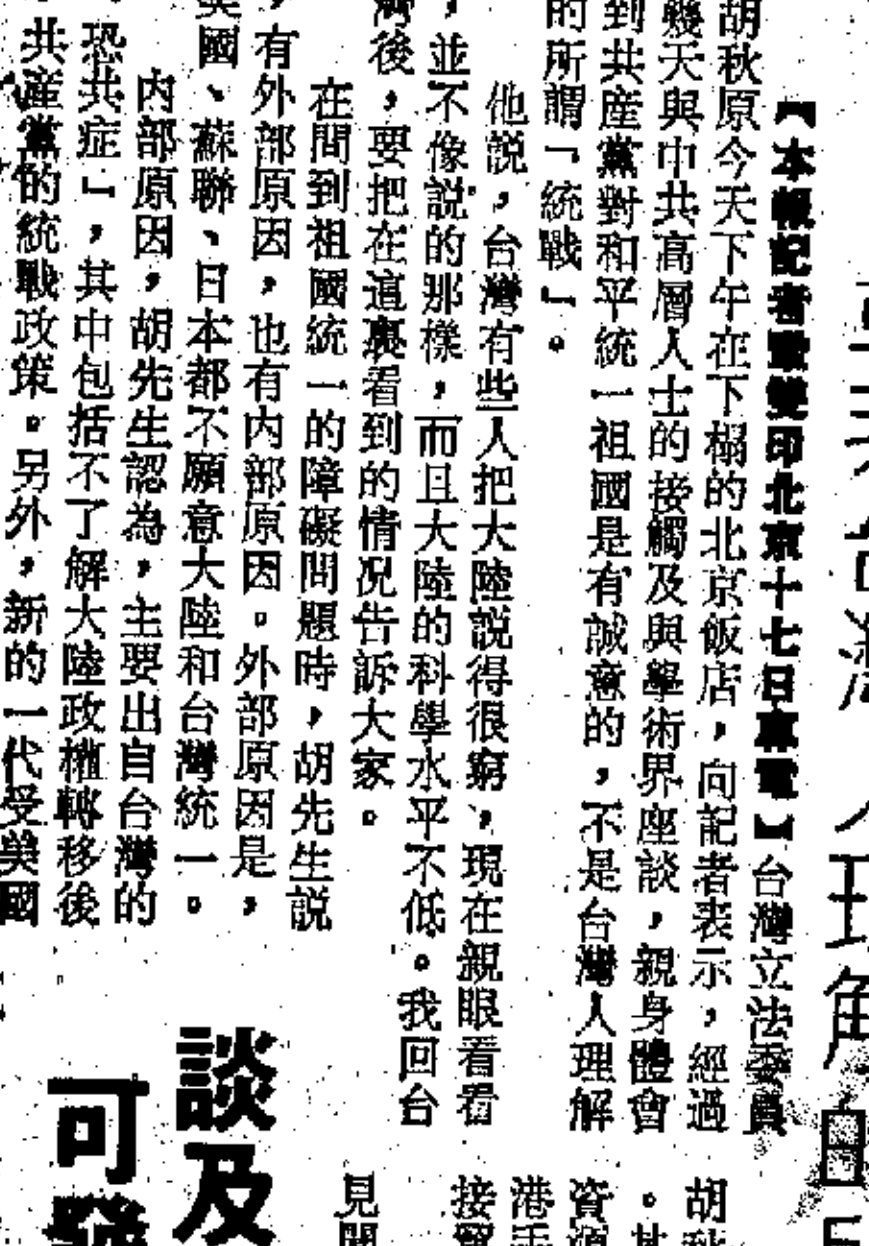 【本報記者電雙印北京十七日專電】台灣立法委員
胡秋原今天下午在下榻的北京飯店，向記者表示，經過
幾天與中共高層人士的接觸及與學術界座談，親身體會
到共產黨對和平統一祖國是有誠意的，不是台灣人理解
的所謂「統戰」。
他說，台灣有些人把大陸說得很窮，現在親眼看看
，並不像說的那樣，而且大陸的科學水平不低。我回台
灣後，要把在這裏看到的情況告訴大家。
在問到祖國統一的障礙問題時，胡先生說
，有外部原因，也有內部原因。外部原因是，
美國、蘇聯、日本都不願意大陸和台灣統一。
內部原因，胡先生認為，主要出自台灣的
恐共症」，其中包括不了解大陸政權轉移後
共產黨的統戰政策。另外，新的一代受美國
談及
可
胡秋
資源
港
接
見聞